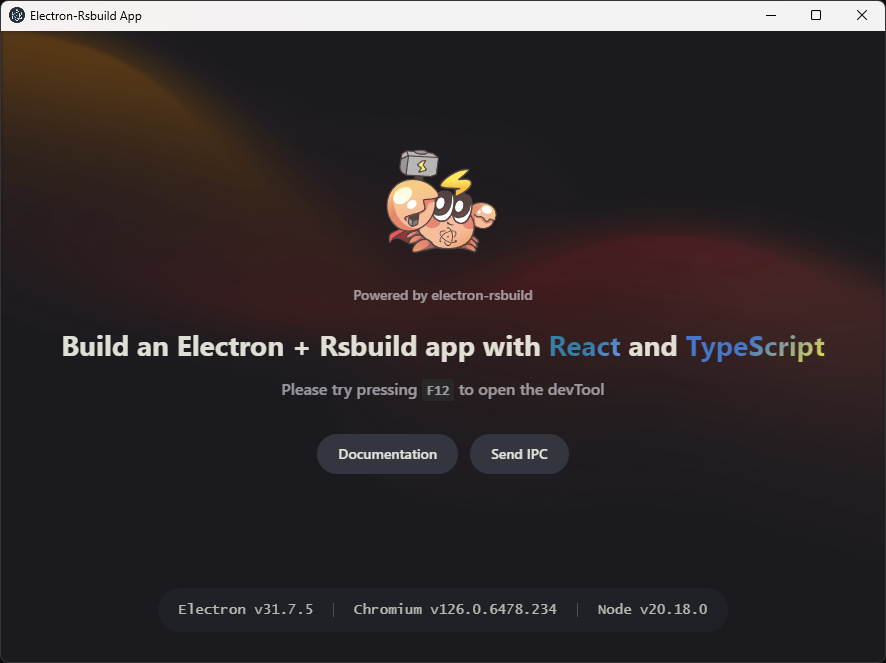 Electron-Rsbuild App
Powered by electron-rsbuild
Build an Electron + Rsbuild app with React and TypeScript
Please try pressing F12 to open the devTool
Documentation Send IPC
Electron v31.7.5 | Chromium v126.0.6478.234 | Node v20.18.0